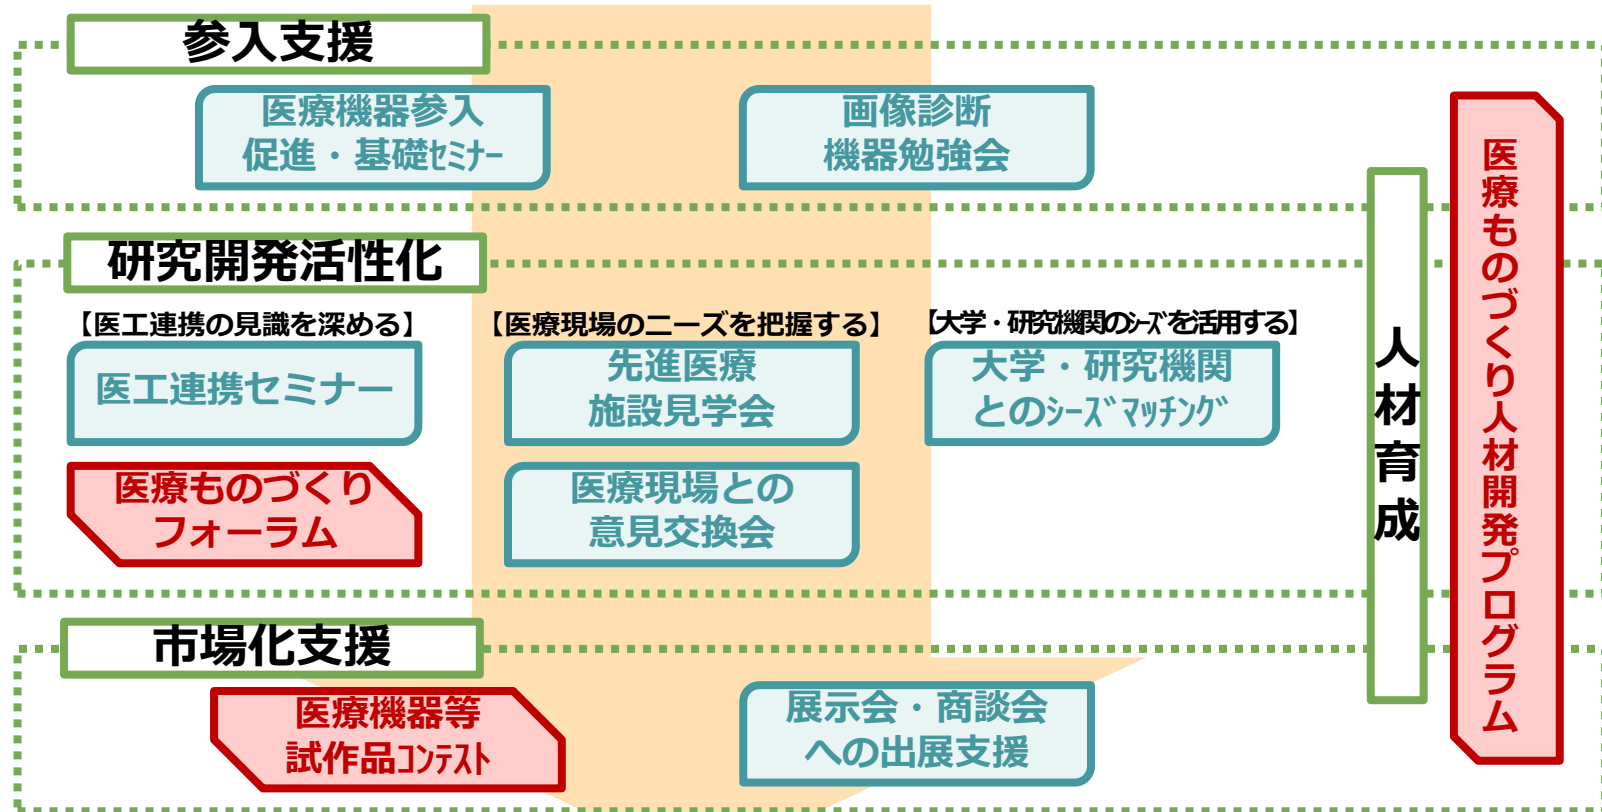 参入支援
医療機器参入
促進・基礎ｾﾐﾅｰ
画像診断
機器勉強会
研究開発活性化
【医工連携の見識を深める】
医工連携セミナー
医療ものづくり
フォーラム
【医療現場のニーズを把握する】
先進医療
施設見学会
医療現場との
意見交換会
【大学・研究機関のｼｰｽﾞを活用する】
大学・研究機関
とのｼｰｽﾞﾏｯﾁﾝｸﾞ
市場化支援
医療機器等
試作品ｺﾝﾃｽﾄ
展示会・商談会
への出展支援
人材育成
医療ものづくり人材開発プログラム